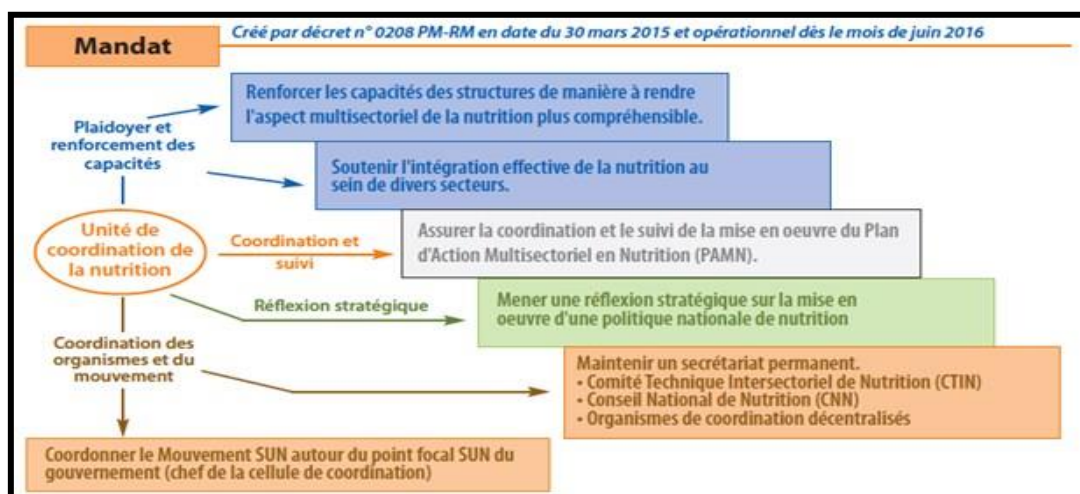 Mandat
Créé par décret n° 0208 PM-RM en date du 30 mars 2015 et opérationnel dès le mois de juin 2016
Renforcer les capacités des structures de manière à rendre
l'aspect multisectoriel de la nutrition plus compréhensible.
Plaidoyer et
renforcement des
capacités
Soutenir l'intégration effective de la nutrition au
sein de divers secteurs.
Unité de
coordination de
la nutrition
Coordination et
suivi
Assurer la coordination et le suivi de la mise en oeuvre du Plan
d'Action Multisectoriel en Nutrition (PAMN).
Réflexion stratégique
Mener une réflexion stratégique sur la mise en
oeuvre d'une politique nationale de nutrition
Coordination des
organismes et du
mouvement
Maintenir un secrétariat permanent.
• Comité Technique Intersectoriel de Nutrition (CTIN)
• Conseil National de Nutrition (CNN)
• Organismes de coordination décentralisés
Coordonner le Mouvement SUN autour du point focal SUN du
gouvernement (chef de la cellule de coordination)